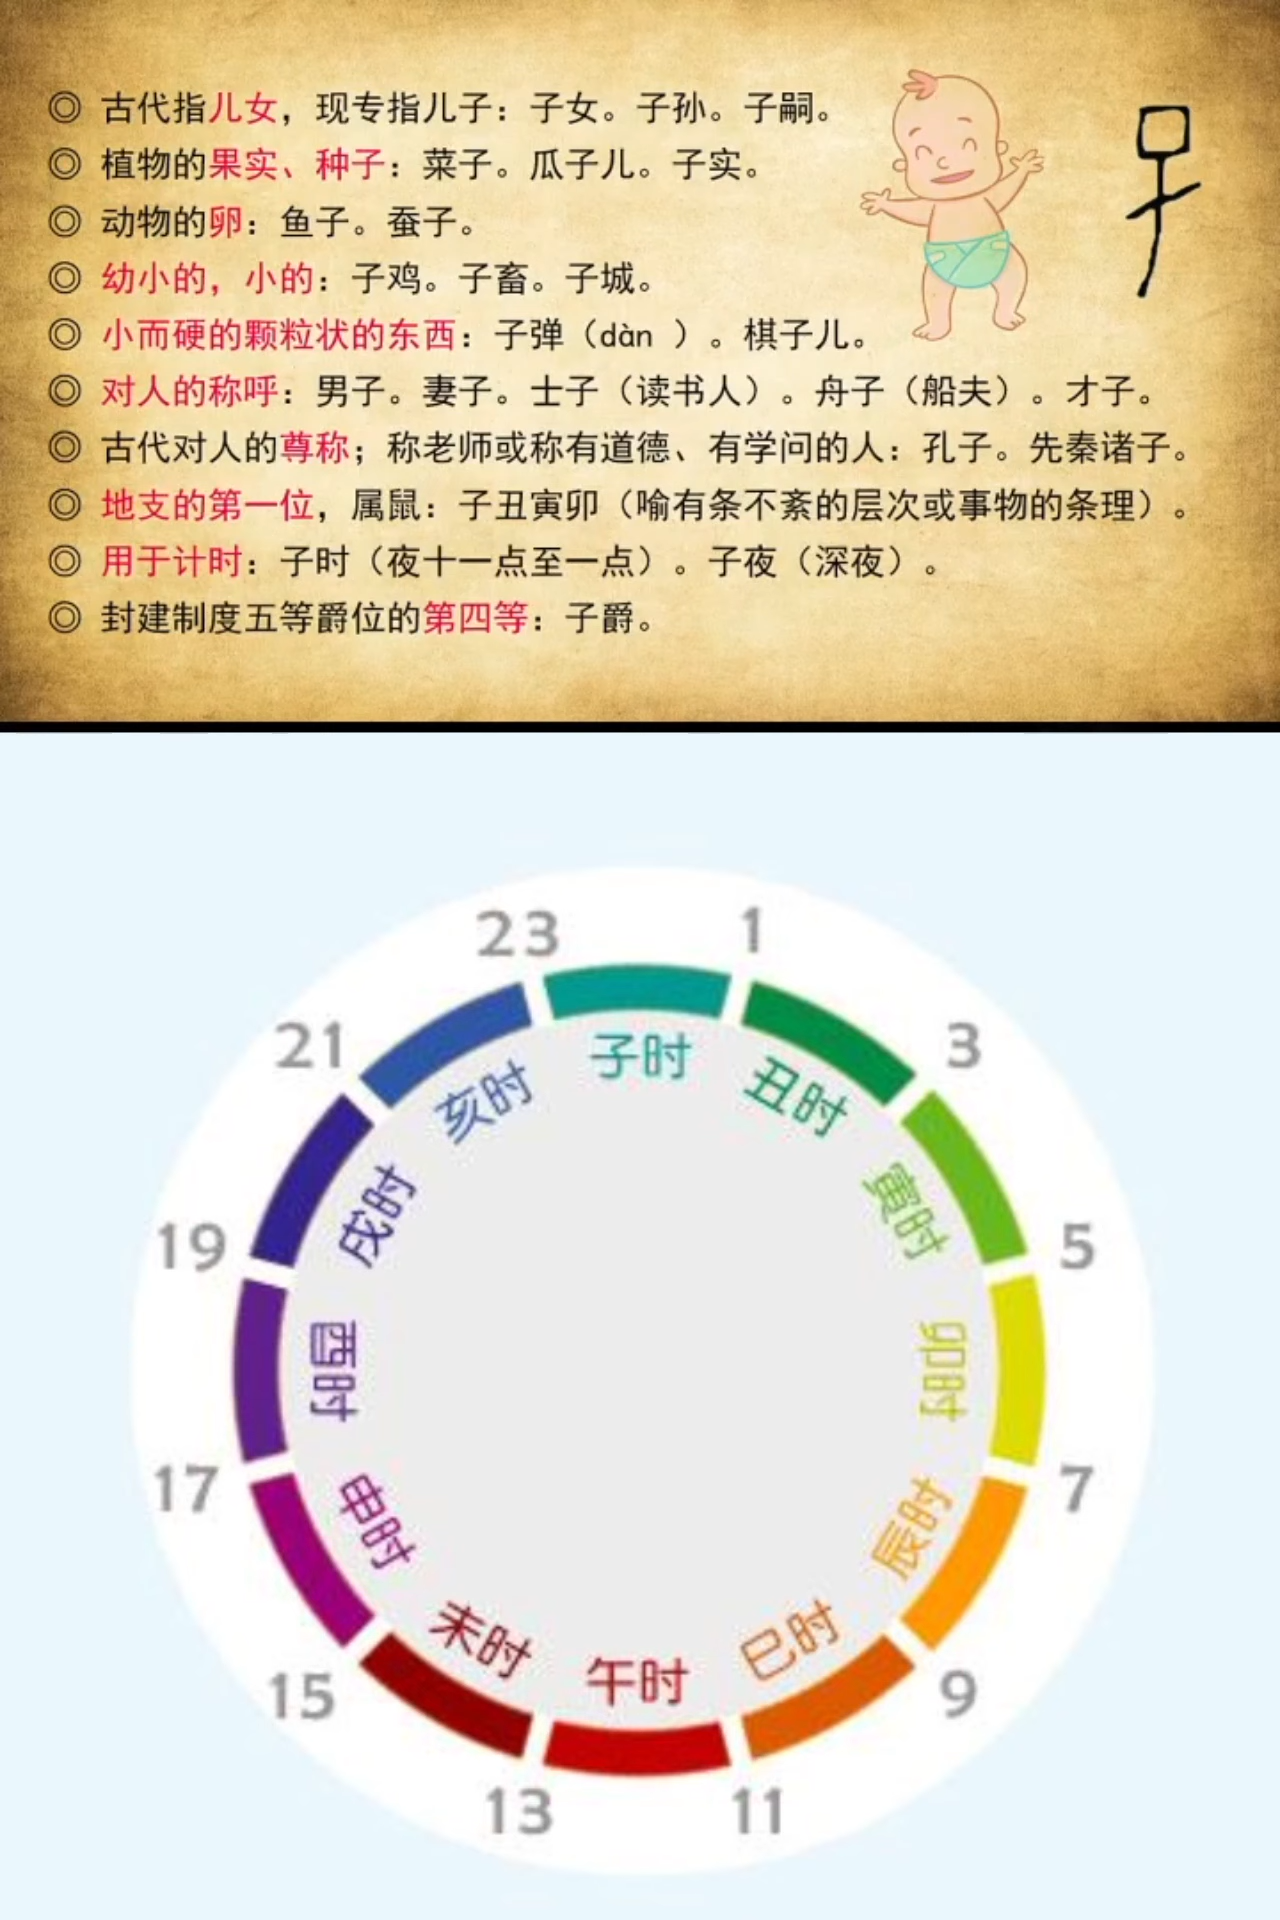 ◎ 古代指儿女，现专指儿子：子女。子孙。子嗣。
◎ 植物的果实、种子：菜子。瓜子儿。子实。
◎ 动物的卵：鱼子。蚕子。
◎ 幼小的，小的：子鸡。子畜。子城。
◎ 小而硬的颗粒状的东西：子弹（dàn ）。棋子儿。
◎ 对人的称呼：男子。妻子。士子（读书人）。舟子（船夫）。才子。
◎ 古代对人的尊称；称老师或称有道德、有学问的人：孔子。先秦诸子。
◎ 地支的第一位，属鼠：子丑寅卯（喻有条不紊的层次或事物的条理）。
◎ 用于计时：子时（夜十一点至一点）。子夜（深夜）。
◎ 封建制度五等爵位的第四等：子爵。
子
23
1
3
5
7
9
11
13
15
17
19
21
子时
丑时
寅时
卯时
辰时
巳时
午时
未时
申时
酉时
戌时
亥时